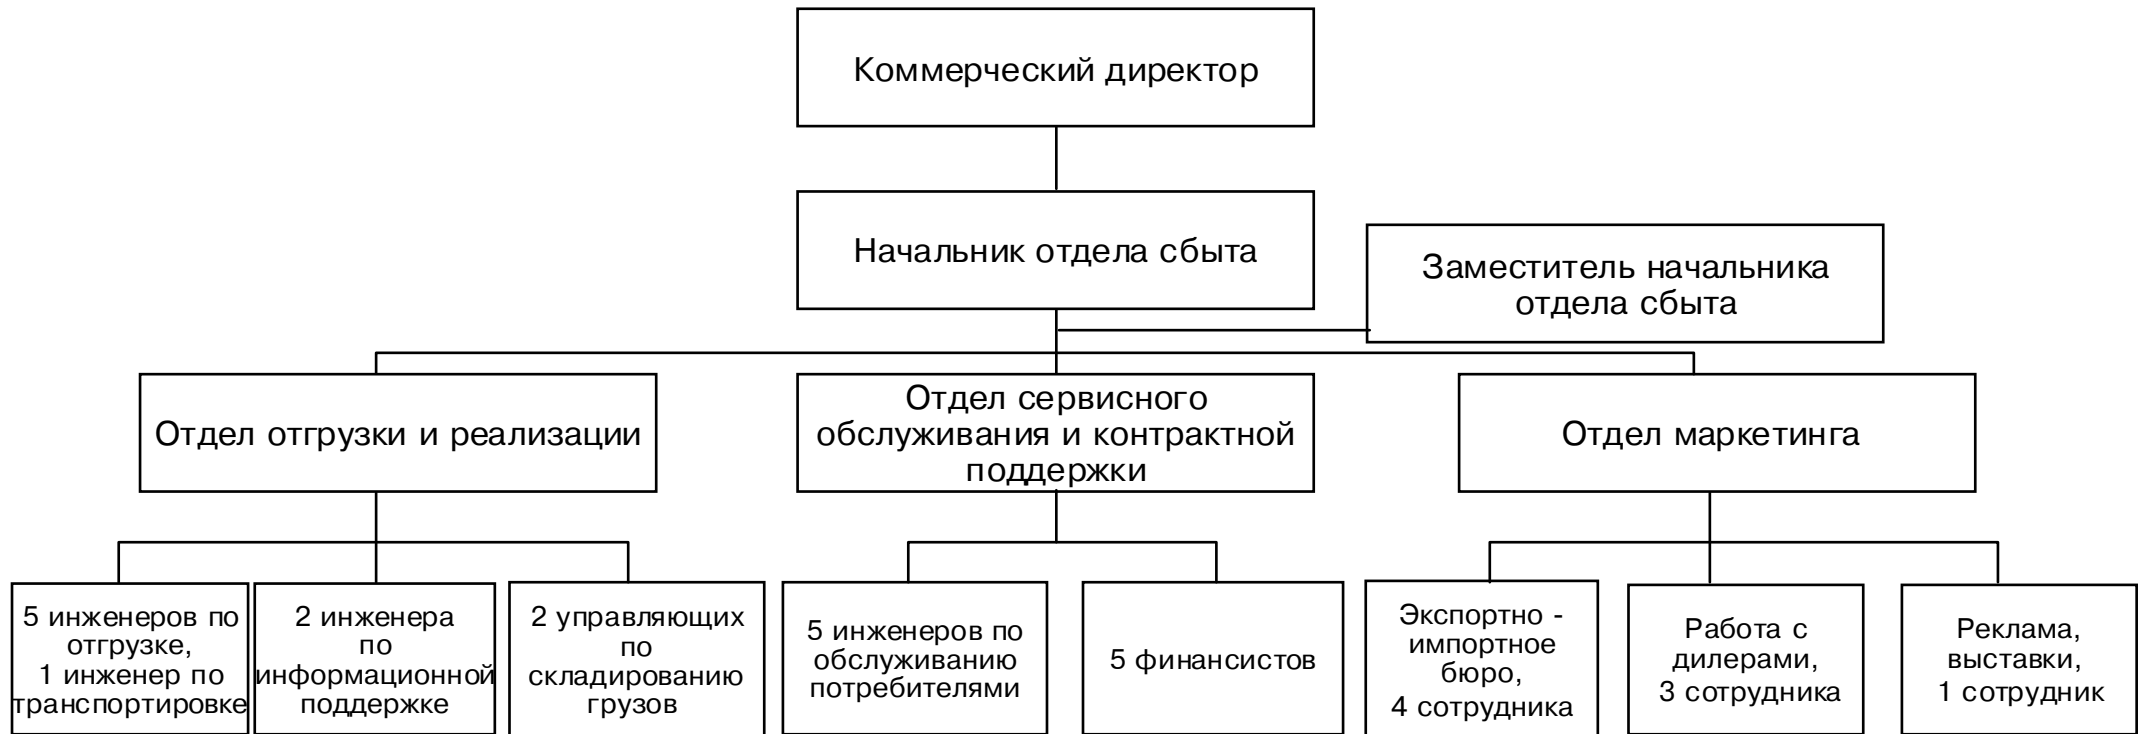 Коммерческий директор
Начальник отдела сбыта
Заместитель начальника
отдела сбыта
Отдел отгрузки и реализации
Отдел сервисного
обслуживания и контрактной
поддержки
Отдел маркетинга
5 инженеров по
отгрузке,
1 инженер по
транспортировке
2 инженера
по
информационной
поддержке
2 управляющих
по
складированию
грузов
5 инженеров по
обслуживанию
потребителями
5 финансистов
Экспортно -
импортное
бюро,
4 сотрудника
Работа с
дилерами,
3 сотрудника
Реклама,
выставки,
1 сотрудник